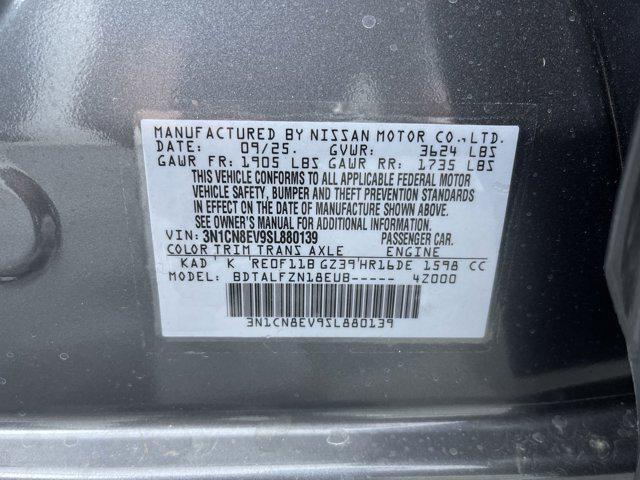 MANUFACTURED BY NISSAN MOTOR CO., LTD.
DATE: 09/25. GVWR: 3624 LBS
GAWR FR: 1905 LBS GAWR RR: 1735 LBS
THIS VEHICLE CONFORMS TO ALL APPLICABLE FEDERAL MOTOR
VEHICLE SAFETY, BUMPER AND THEFT PREVENTION STANDARDS
IN EFFECT ON THE DATE OF MANUFACTURE SHOWN ABOVE.
SEE OWNER'S MANUAL FOR ADDITIONAL INFORMATION.
VIN: 3N1CN8EV9SL880139 PASSENGER CAR.
COLOR TRIM TRANS AXLE ENGINE
KAD' K' RE0F11B GZ39'HR16DE 1598 CC
MODEL: BDTALFZN18EUB----- 4Z000
3N1CN8EV9SL880139